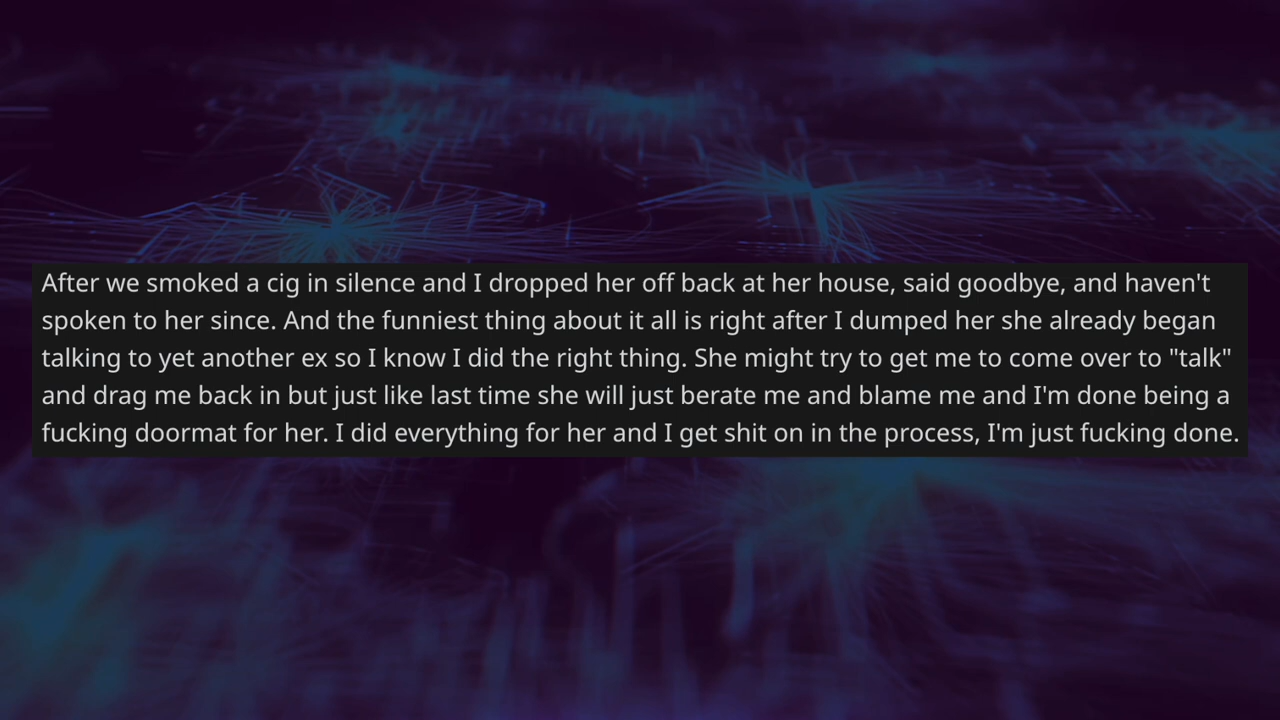 After we smoked a cig in silence and I dropped her off back at her house, said goodbye, and haven't
spoken to her since. And the funniest thing about it all is right after I dumped her she already began
talking to yet another ex so I know I did the right thing. She might try to get me to come over to "talk"
and drag me back in but just like last time she will just berate me and blame me and I'm done being a
fucking doormat for her. I did everything for her and I get shit on in the process, I'm just fucking done.